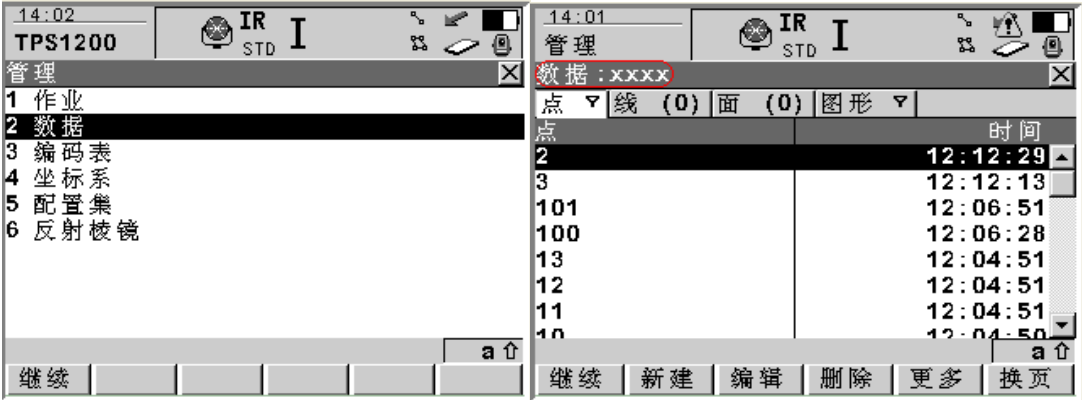 14:02
TPS1200
IR
STD I
管理
1 作业
2 数据
3 编码表
4 坐标系
5 配置集
6 反射棱镜
a
继续
14:01
管理
IR
STD I
数据:xxxx
点 线 (0) 面 (0) 图形
点 时间
2 12:12:29
3 12:12:13
101 12:06:51
100 12:06:28
13 12:04:51
12 12:04:51
11 12:04:51
10 12:04:50
a
继续 新建 编辑 删除 更多 换页